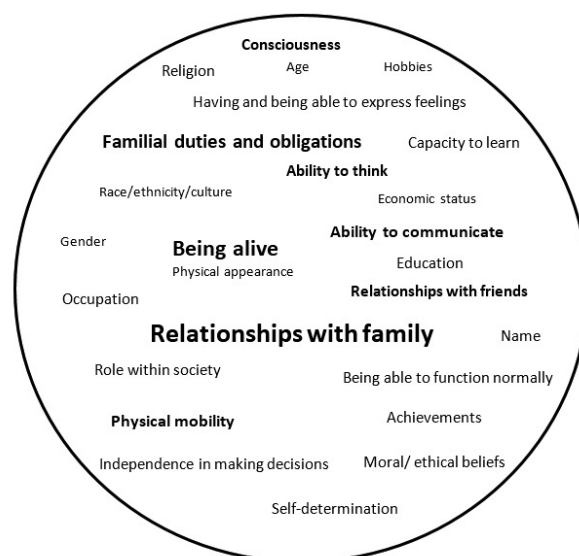 Consciousness
Religion
Age
Hobbies
Having and being able to express feelings
Familial duties and obligations
Capacity to learn
Ability to think
Race/ethnicity/culture
Economic status
Ability to communicate
Gender
Being alive
Physical appearance
Education
Relationships with friends
Occupation
Relationships with family
Name
Role within society
Being able to function normally
Achievements
Physical mobility
Independence in making decisions
Moral/ ethical beliefs
Self-determination